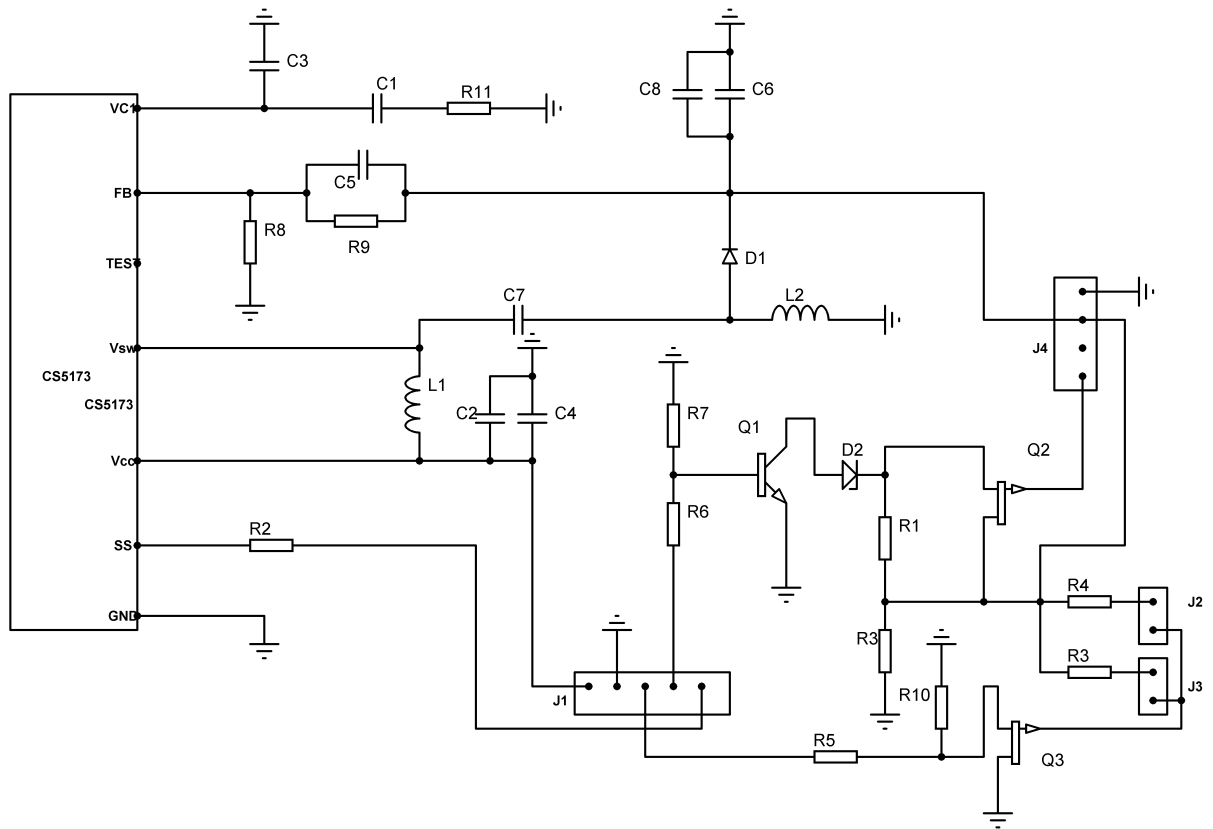 C3
C8
C6
C1
R11
VC1
FB
C5
R8
R9
TEST
D1
C7
L2
Vsw
J4
CS5173
CS5173
L1
C2
C4
R7
Q1
Vcc
D2
Q2
R6
R1
SS
R2
GND
R4
J2
R3
R3
J3
J1
R10
R5
Q3